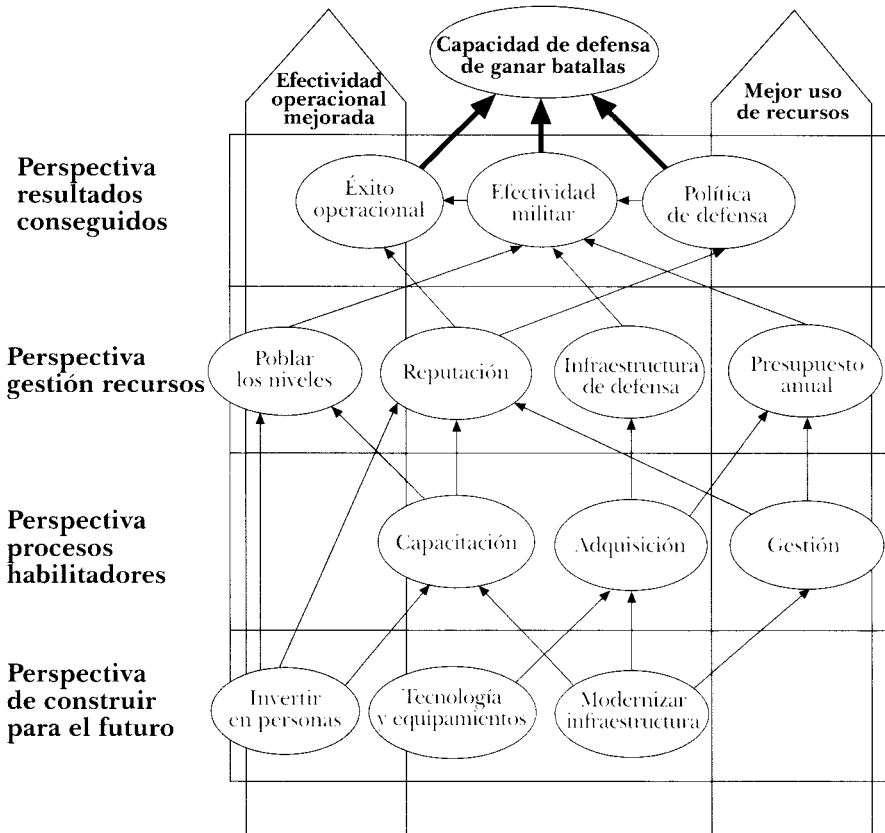 Capacidad de defensa
de ganar batallas
Efectividad
operacional
mejorada
Mejor uso
de recursos
Perspectiva
resultados
conseguidos
Éxito
operacional
Efectividad
militar
Política
de defensa
Perspectiva
gestión recursos
Poblar
los niveles
Reputación
Infraestructura
de defensa
Presupuesto
anual
Perspectiva
procesos
habilitadores
Capacitación
Adquisición
Gestión
Perspectiva
de construir
para el futuro
Invertir
en personas
Tecnología
y equipamientos
Modernizar
infraestructura